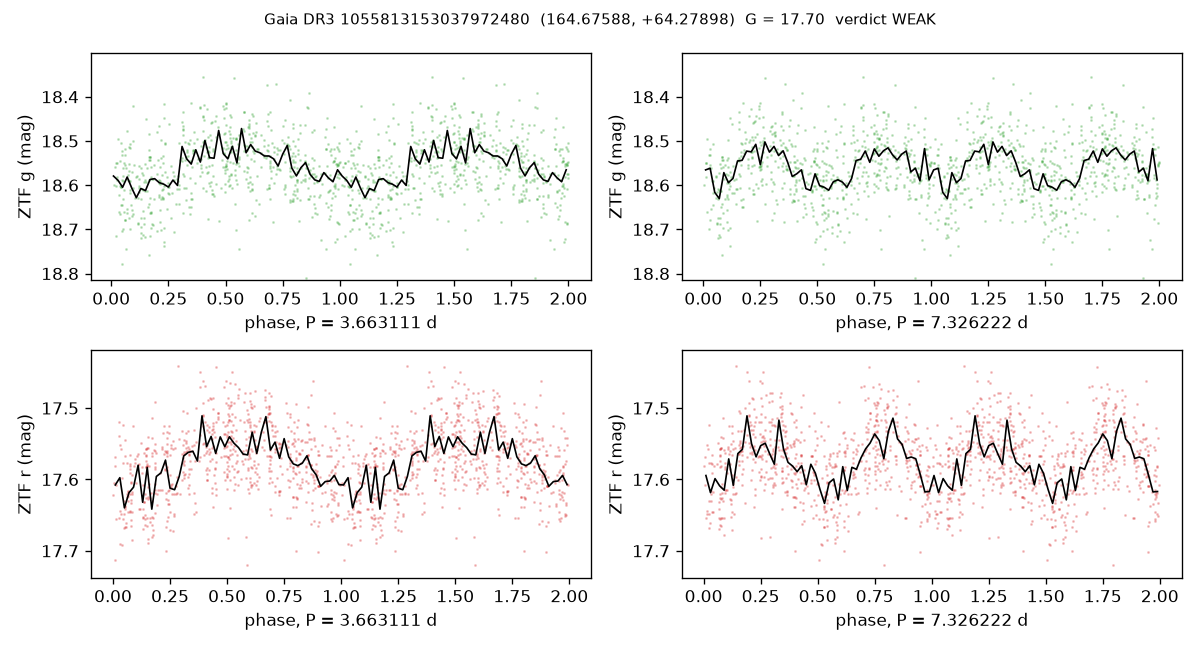 Gaia DR3 1055813153037972480  (164.67588, +64.27898)  G = 17.70  verdict WEAK
ZTF g (mag)
18.4
18.5
18.6
18.7
18.8
0.00 0.25 0.50 0.75 1.00 1.25 1.50 1.75 2.00
phase, P = 3.663111 d
ZTF g (mag)
18.4
18.5
18.6
18.7
18.8
0.00 0.25 0.50 0.75 1.00 1.25 1.50 1.75 2.00
phase, P = 7.326222 d
ZTF r (mag)
17.5
17.6
17.7
0.00 0.25 0.50 0.75 1.00 1.25 1.50 1.75 2.00
phase, P = 3.663111 d
ZTF r (mag)
17.5
17.6
17.7
0.00 0.25 0.50 0.75 1.00 1.25 1.50 1.75 2.00
phase, P = 7.326222 d